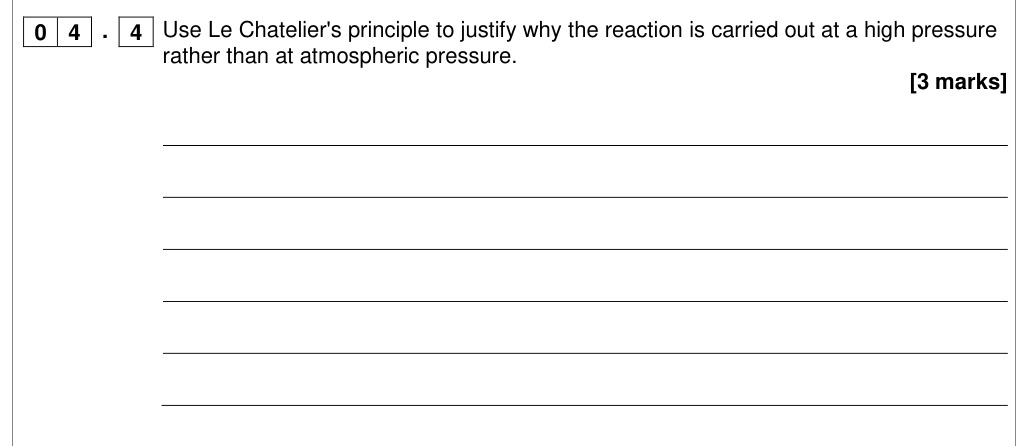 0 4 . 4 Use Le Chatelier's principle to justify why the reaction is carried out at a high pressure
rather than at atmospheric pressure.
[3 marks]